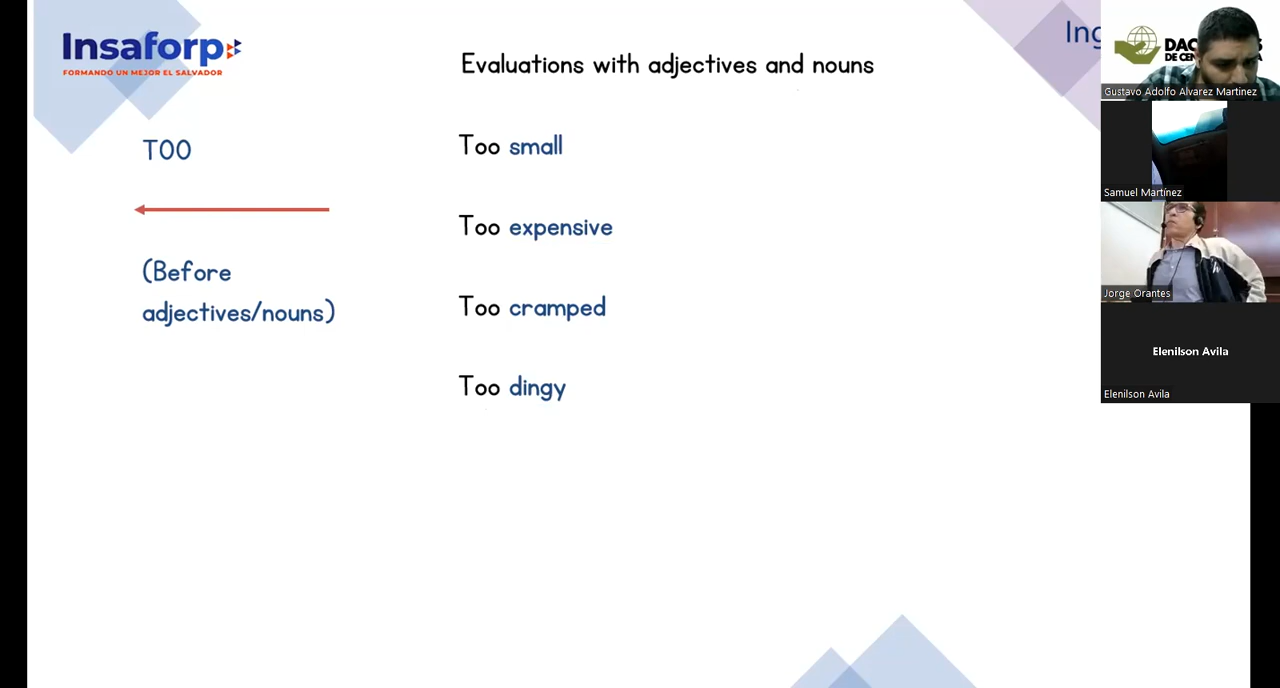 Insaforp
FORMANDO UN MEJOR EL SALVADOR
Evaluations with adjectives and nouns
TOO
(Before
adjectives/nouns)
Too small
Too expensive
Too cramped
Too dingy
Gustavo Adolfo Alvarez Martinez
Samuel Martínez
Jorge Orantes
Elenilson Avila
Elenilson Avila